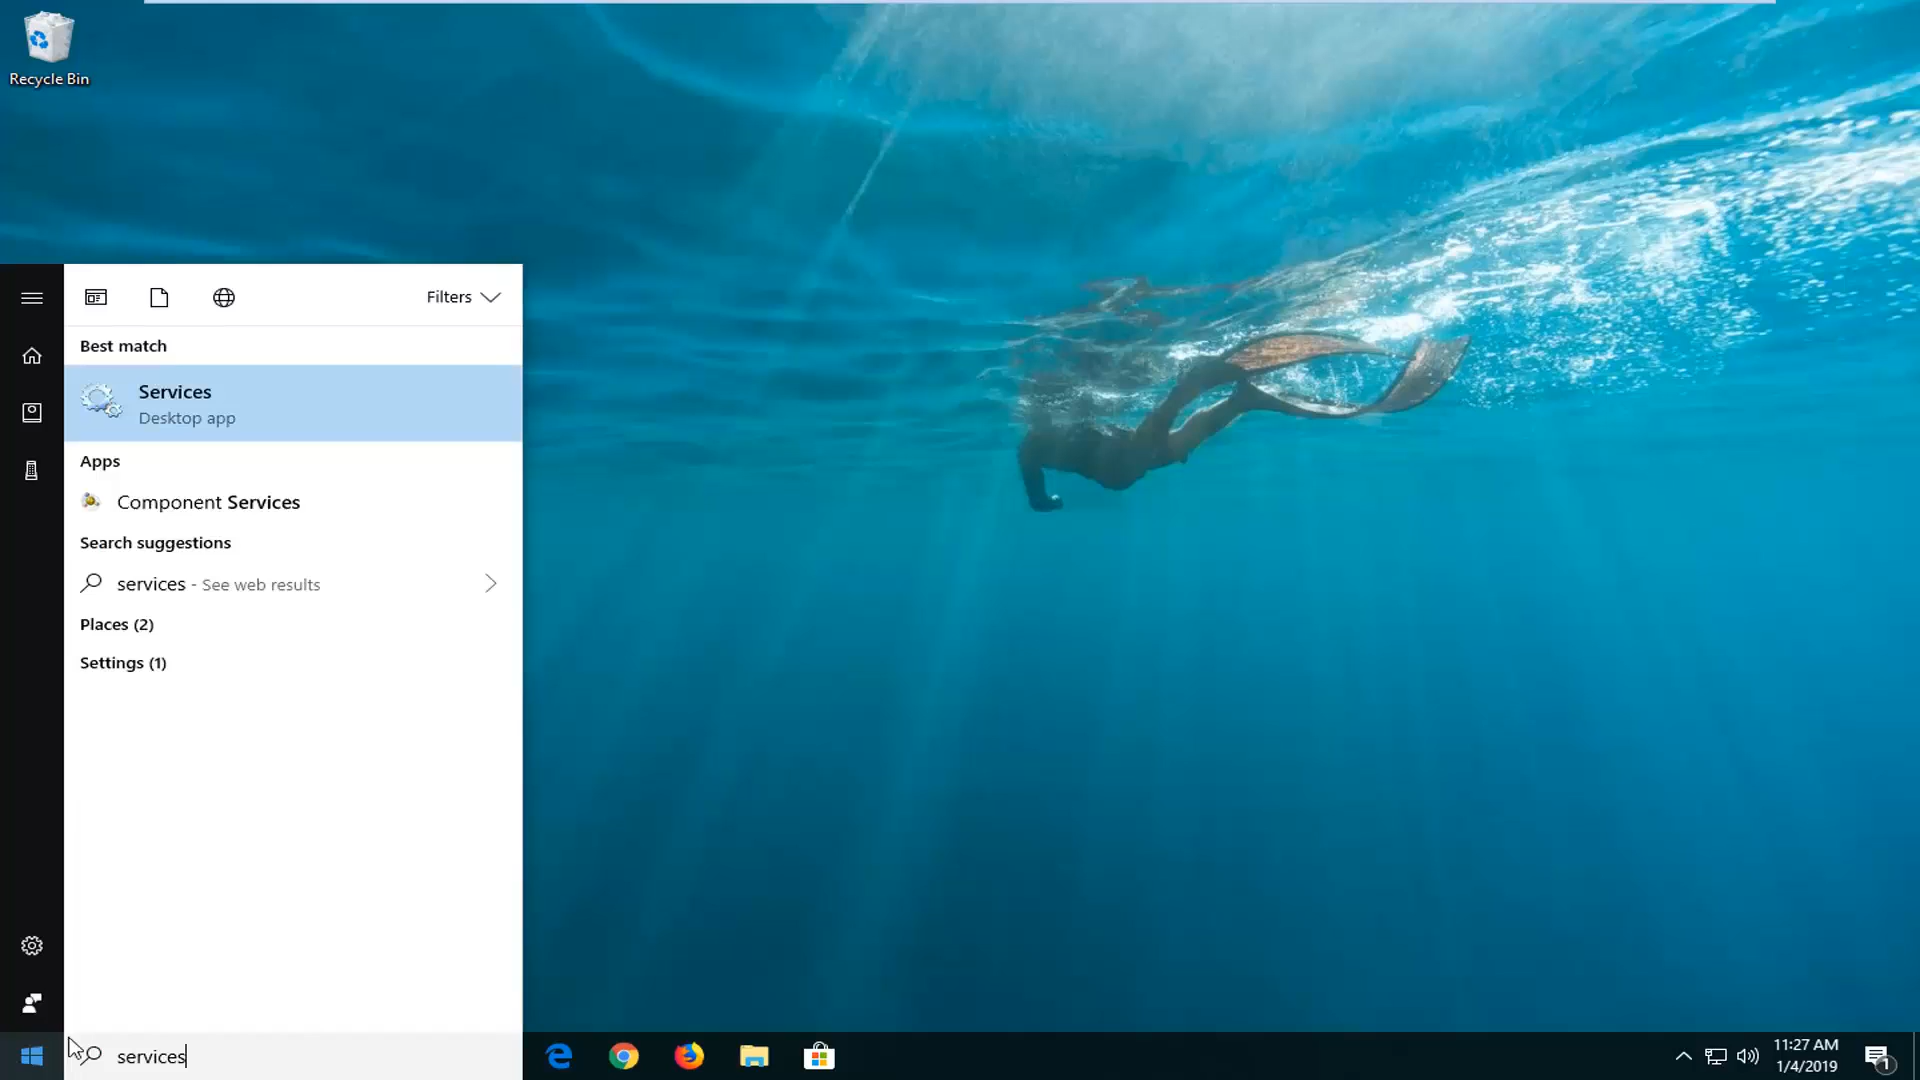 Recycle Bin
Filters
Best match
Services
Desktop app
Apps
Component Services
Search suggestions
services - See web results
Places (2)
Settings (1)
services
11:27 AM
1/4/2019
1